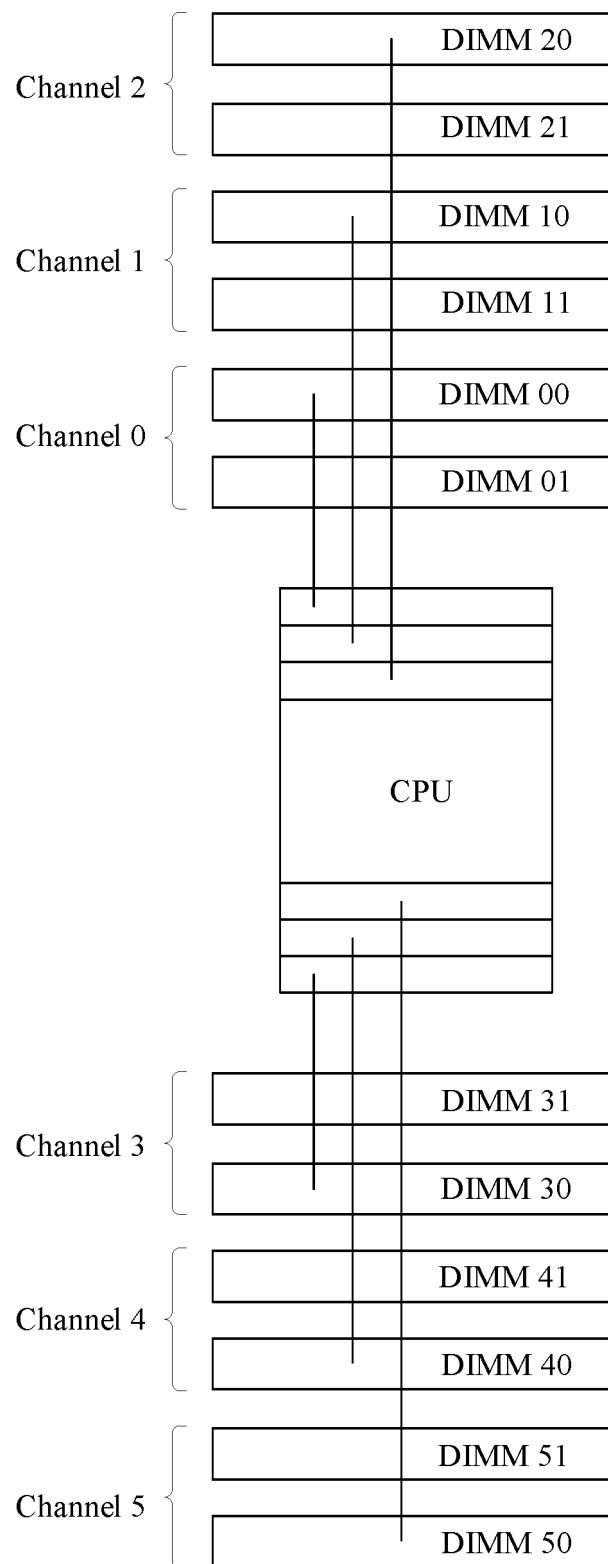 DIMM 20
Channel 2
DIMM 21
DIMM 10
Channel 1
DIMM 11
DIMM 00
Channel 0
DIMM 01
CPU
DIMM 31
Channel 3
DIMM 30
DIMM 41
Channel 4
DIMM 40
DIMM 51
Channel 5
DIMM 50